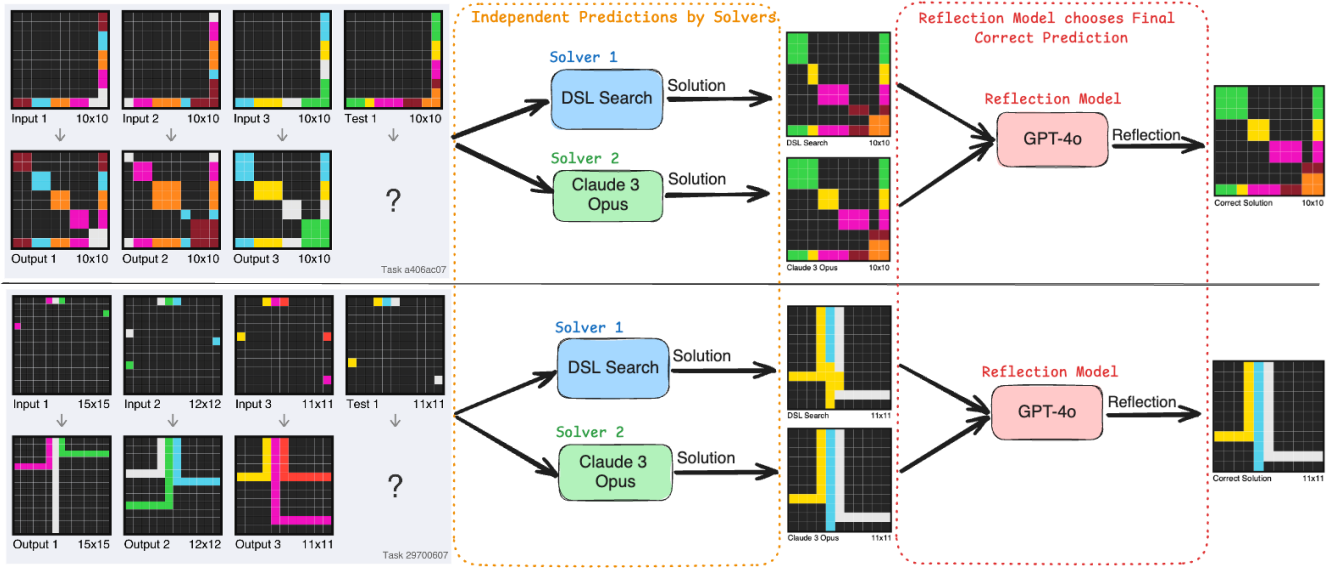 Independent Predictions by Solvers
Reflection Model chooses Final
Correct Prediction
Input 1 10x10
Input 2 10x10
Input 3 10x10
Test 1 10x10
?
Output 1 10x10
Output 2 10x10
Output 3 10x10
Task a406ac07
Solver 1
DSL Search
Solution
Solver 2
Claude 3
Opus
Solution
DSL Search 10x10
Claude 3 Opus 10x10
Reflection Model
GPT-4o
Reflection
Correct Solution 10x10
Input 1 15x15
Input 2 12x12
Input 3 11x11
Test 1 11x11
?
Output 1 15x15
Output 2 12x12
Output 3 11x11
Task 29700607
Solver 1
DSL Search
Solution
Solver 2
Claude 3
Opus
Solution
DSL Search 11x11
Claude 3 Opus 11x11
Reflection Model
GPT-4o
Reflection
Correct Solution 11x11